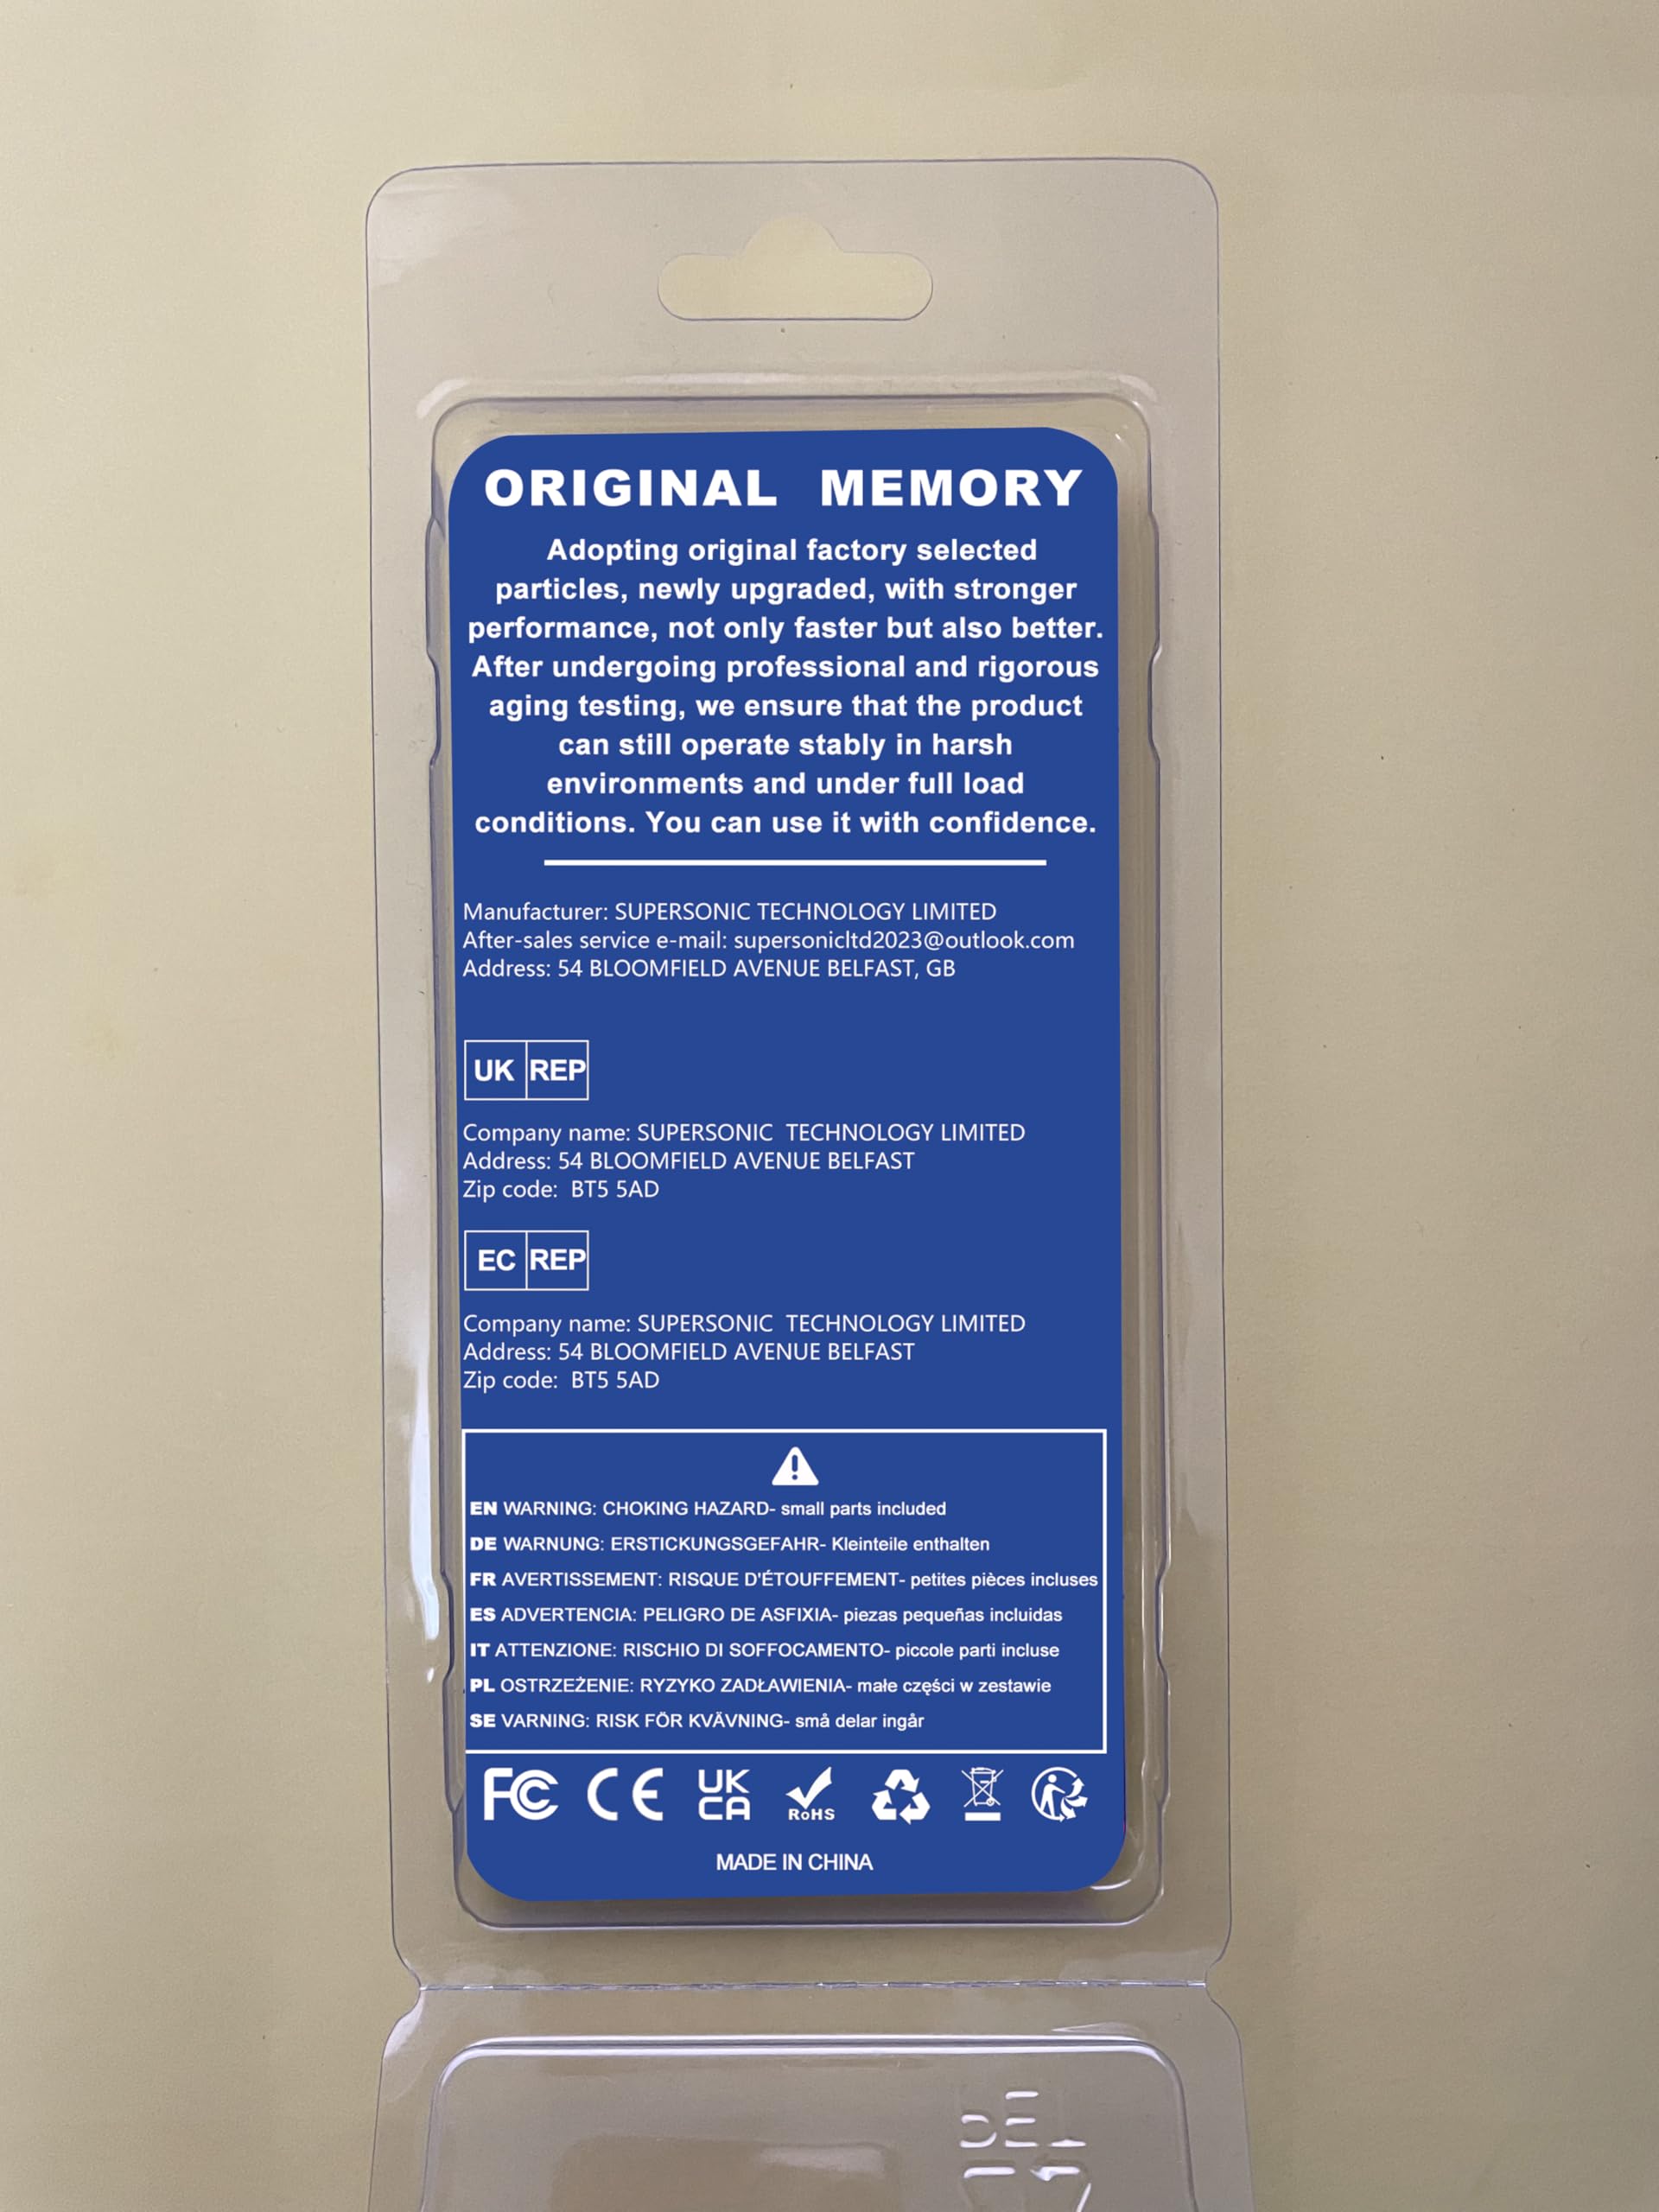 ORIGINAL MEMORY
Adopting original factory selected
particles, newly upgraded, with stronger
performance, not only faster but also better.
After undergoing professional and rigorous
aging testing, we ensure that the product
can still operate stably in harsh
environments and under full load
conditions. You can use it with confidence.
Manufacturer: SUPERSONIC TECHNOLOGY LIMITED
After-sales service e-mail: supersonicltd2023@outlook.com
Address: 54 BLOOMFIELD AVENUE BELFAST, GB
UK REP
Company name: SUPERSONIC TECHNOLOGY LIMITED
Address: 54 BLOOMFIELD AVENUE BELFAST
Zip code: BT5 5AD
EC REP
Company name: SUPERSONIC TECHNOLOGY LIMITED
Address: 54 BLOOMFIELD AVENUE BELFAST
Zip code: BT5 5AD
EN WARNING: CHOKING HAZARD- small parts included
DE WARNUNG: ERSTICKUNGSGEFAHR- Kleinteile enthalten
FR AVERTISSEMENT: RISQUE D'ÉTOUFFEMENT- petites pièces incluses
ES ADVERTENCIA: PELIGRO DE ASFIXIA- piezas pequeñas incluidas
IT ATTENZIONE: RISCHIO DI SOFFOCAMENTO- piccole parti incluse
PL OSTRZEŻENIE: RYZYKO ZADŁAWIENIA- małe części w zestawie
SE VARNING: RISK FÖR KVÄVNING- små delar ingår
FC CE UK CA RoHS
MADE IN CHINA